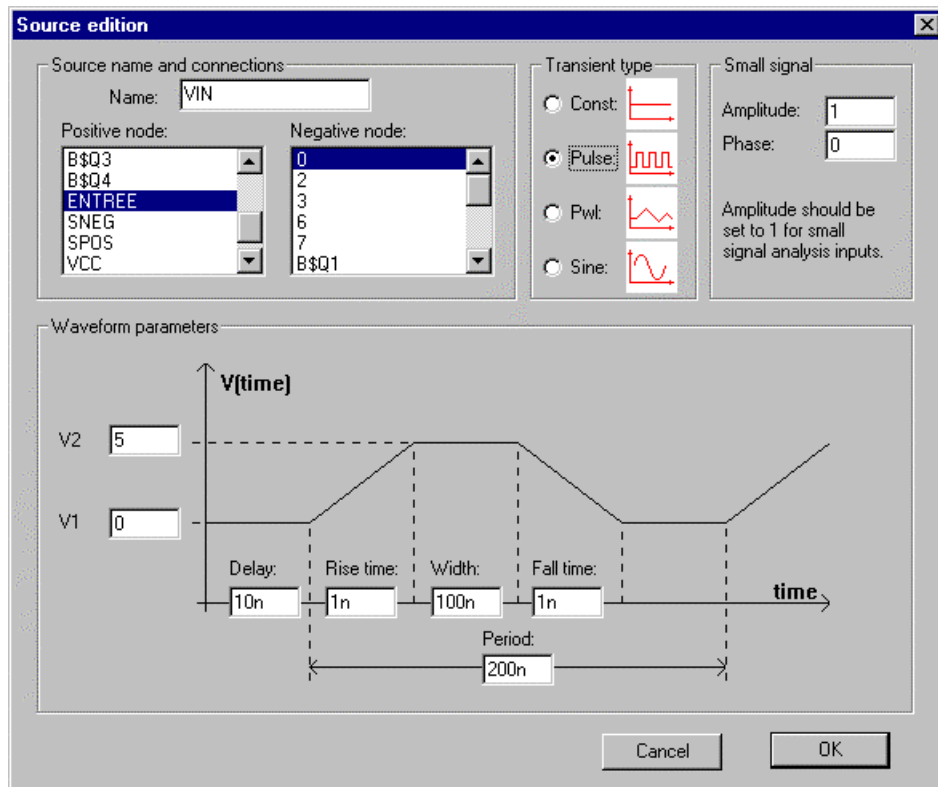 Source edition
Source name and connections
Name: VIN
Positive node:
B$Q3
B$Q4
ENTREE
SNEG
SPOS
VCC
Negative node:
0
2
3
6
7
B$Q1
Transient type
Const:
Pulse:
Pwl:
Sine:
Small signal
Amplitude: 1
Phase: 0
Amplitude should be
set to 1 for small
signal analysis inputs.
Waveform parameters
V(time)
V2 5
V1 0
Delay: Rise time: Width: Fall time:
10n 1n 100n 1n
time
Period:
200n
Cancel OK